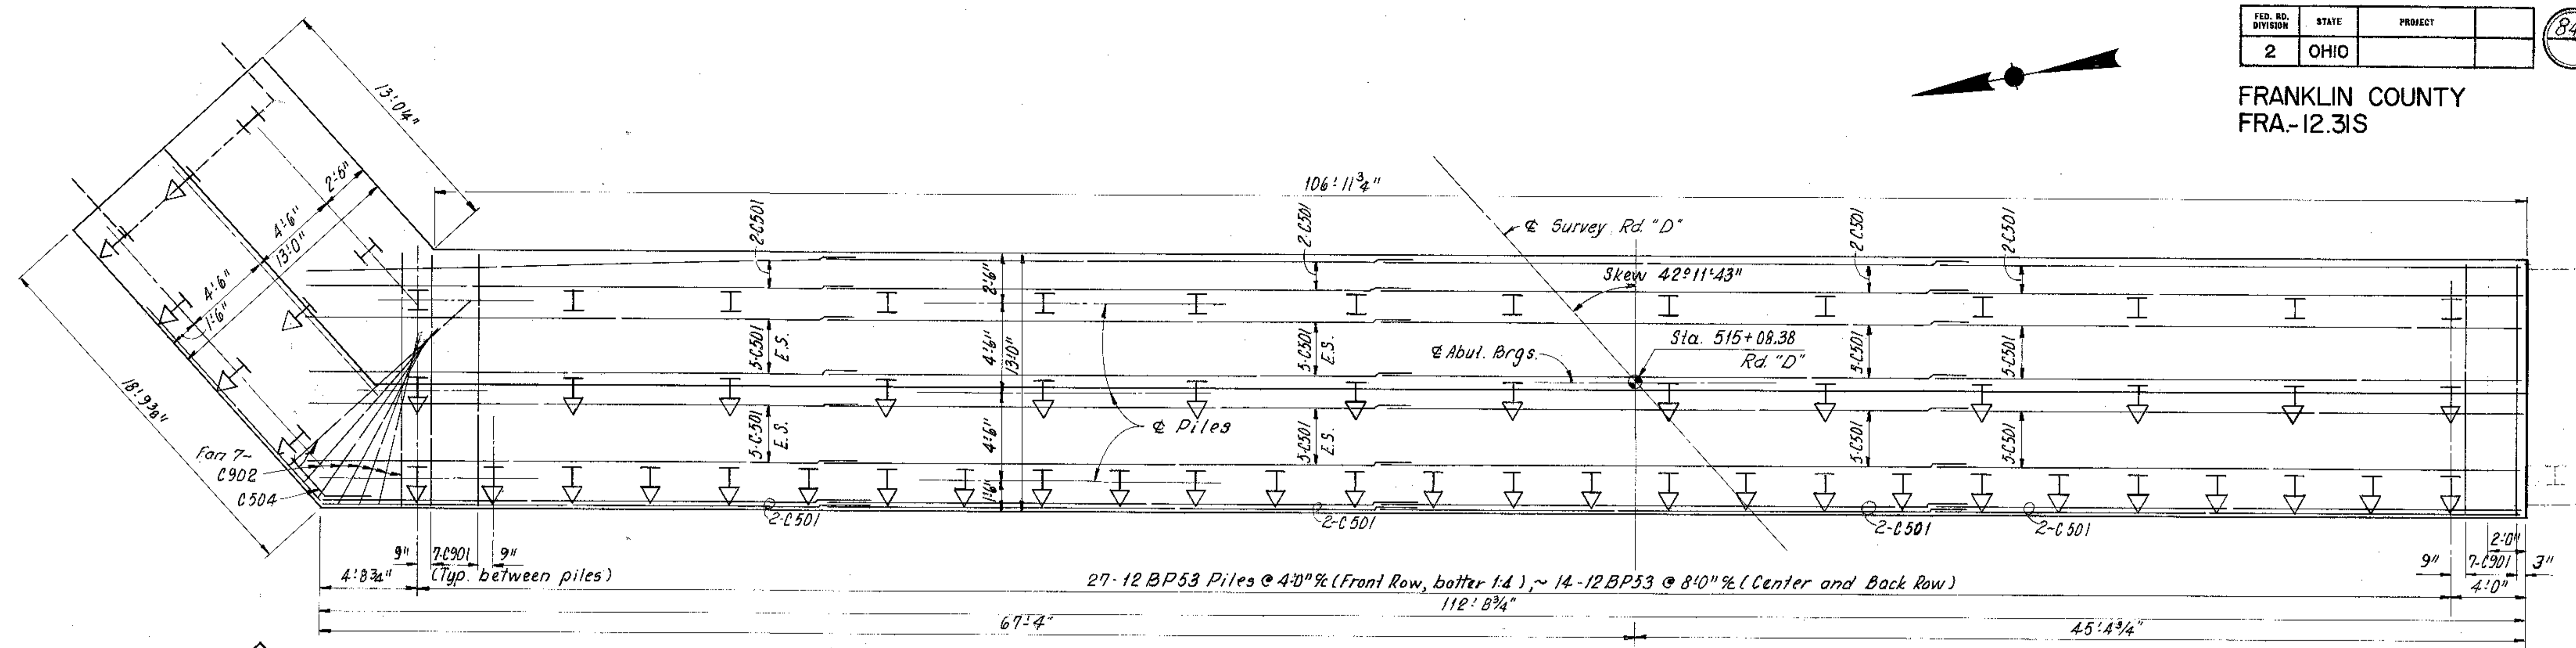 FED. RD. DIVISION STATE PROJECT
2 OHIO
84
FRANKLIN COUNTY
FRA.-12.31S
13'-0¼"
2'-6"
4'-6"
13'-0"
4'-6"
1'-6"
106'-11¾"
2-C501
2-C501
2-C501
2-C501
℄ Survey Rd. "D"
Skew 42°11'43"
2'-6"
4'-6"
13'-0"
4'-6"
1'-6"
5-C501 E.S.
5-C501 E.S.
5-C501
5-C501
℄ Abut. Brgs.
Sta. 515+08.38
Rd. "D"
℄ Piles
5-C501 E.S.
5-C501 E.S.
5-C501
5-C501
Fan 7-
C902
C504
2-C501
2-C501
2-C501
2-C501
9" 7-C901 9"
4'-8¾" (Typ. between piles)
27-12 BP53 Piles @ 4'-0" ℅ (Front Row, batter 1:4), ~ 14-12 BP53 @ 8'-0" ℅ (Center and Back Row)
2'-0"
9" 7-C901 3"
4'-0"
112'-8¾"
67'-4"
45'-4¾"